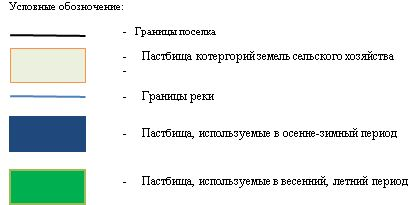 Условные обозначение:
- Границы поселка
- Пастбища котергорий земель сельского хозяйства
-
- Границы реки
- Пастбища, используемые в осенне-зимный период
- Пастбища, используемые в весенний, летний период